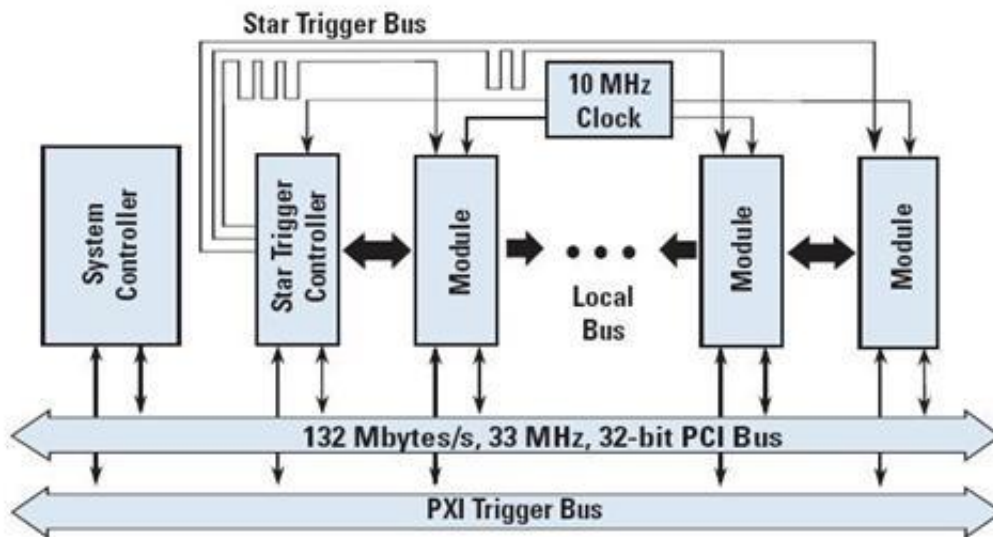 Star Trigger Bus
10 MHz
Clock
System
Controller
Star Trigger
Controller
Module
Local
Bus
Module
Module
132 Mbytes/s, 33 MHz, 32-bit PCI Bus
PXI Trigger Bus